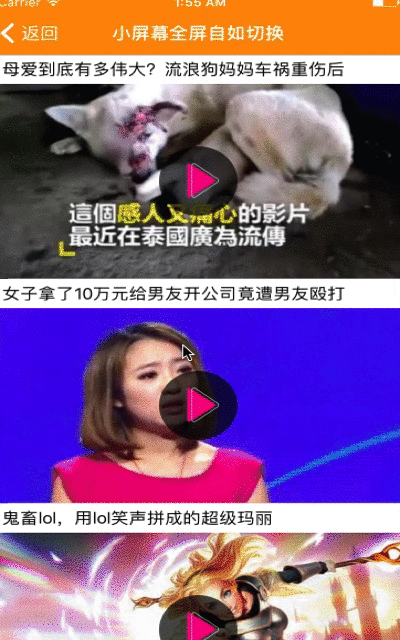 Carrier
1:55 AM
返回
小屏幕全屏自如切换
母爱到底有多伟大？流浪狗妈妈车祸重伤后
這個感人又痛心的影片
最近在泰國廣為流傳
女子拿了10万元给男友开公司竟遭男友殴打
鬼畜lol，用lol笑声拼成的超级玛丽